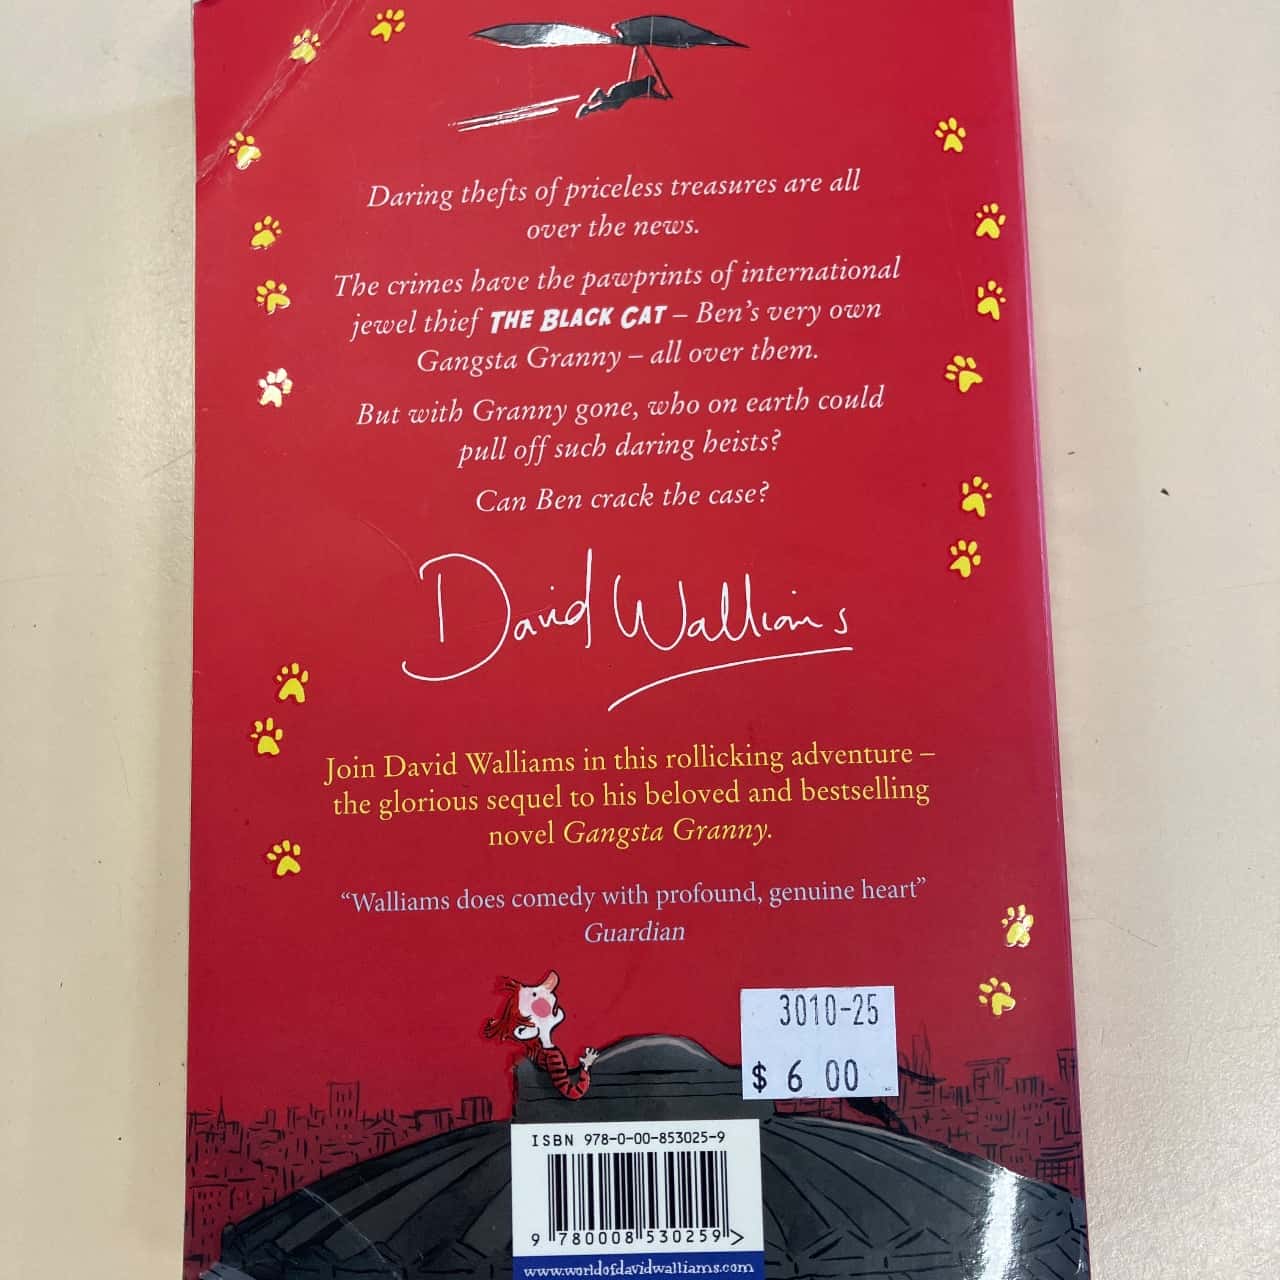 Daring thefts of priceless treasures are all
over the news.
The crimes have the pawprints of international
jewel thief THE BLACK CAT – Ben's very own
Gangsta Granny – all over them.
But with Granny gone, who on earth could
pull off such daring heists?
Can Ben crack the case?
David Walliams
Join David Walliams in this rollicking adventure –
the glorious sequel to his beloved and bestselling
novel Gangsta Granny.
“Walliams does comedy with profound, genuine heart”
Guardian
3010-25
$ 6 00
ISBN 978-0-00-853025-9
9 780008 530259 >
www.worldofdavidwalliams.com